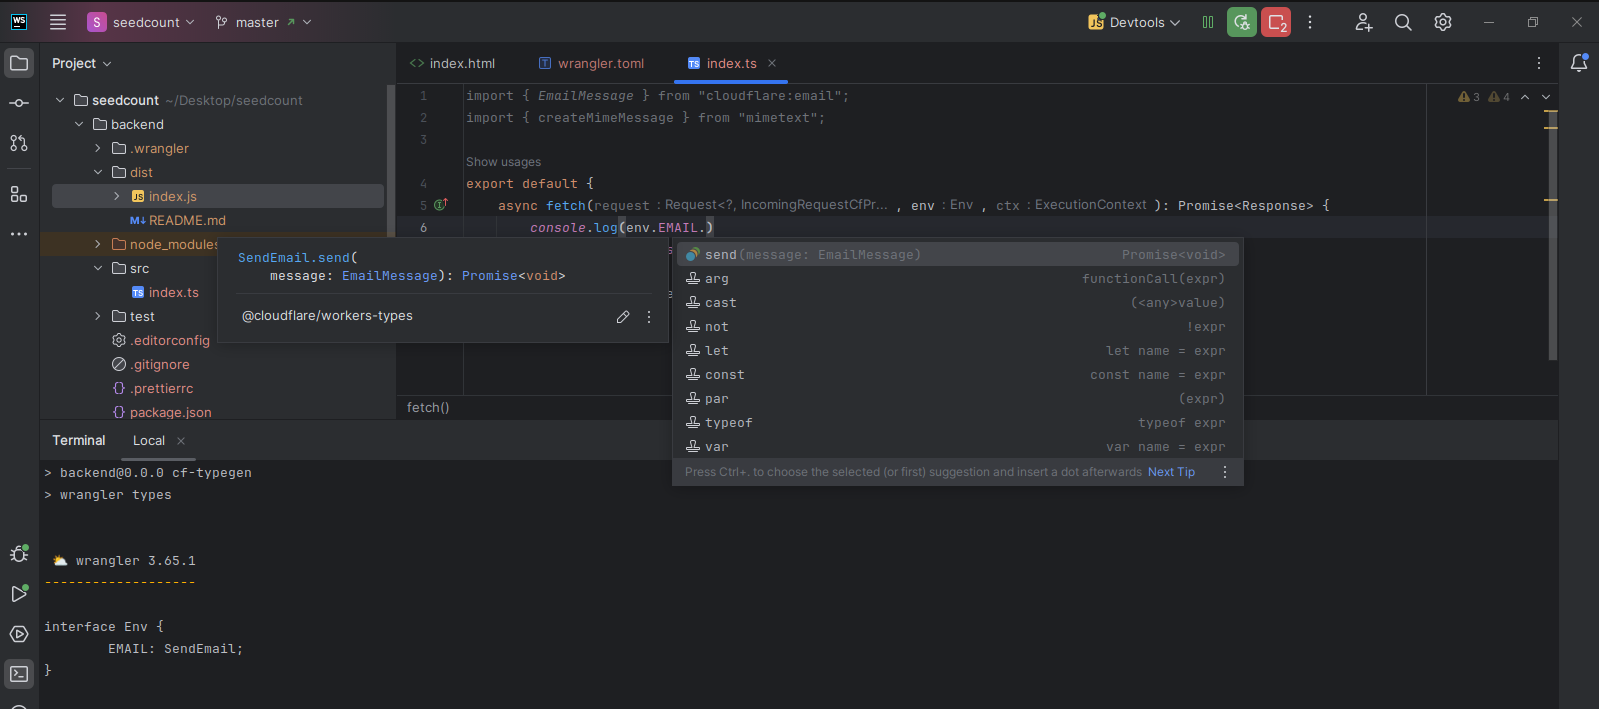 WS
S seedcount
master
Devtools
2
Project
index.html
T wrangler.toml
TS index.ts
seedcount ~/Desktop/seedcount
backend
.wrangler
dist
JS index.js
M↓ README.md
node_modules
src
TS index.ts
test
.editorconfig
.gitignore
{} .prettierrc
{} package.json
3 4
1 import { EmailMessage } from "cloudflare:email";
2 import { createMimeMessage } from "mimetext";
3
Show usages
4 export default {
5 async fetch(request : Request<?, IncomingRequestCfPr... , env : Env , ctx : ExecutionContext ): Promise<Response> {
6 console.log(env.EMAIL.)
SendEmail.send(
message: EmailMessage): Promise<void>
@cloudflare/workers-types
send(message: EmailMessage) Promise<void>
arg functionCall(expr)
cast (<any>value)
not !expr
let let name = expr
const const name = expr
par (expr)
typeof typeof expr
var var name = expr
Press Ctrl+. to choose the selected (or first) suggestion and insert a dot afterwards Next Tip
fetch()
Terminal Local
> backend@0.0.0 cf-typegen
> wrangler types
wrangler 3.65.1
-------------------
interface Env {
EMAIL: SendEmail;
}